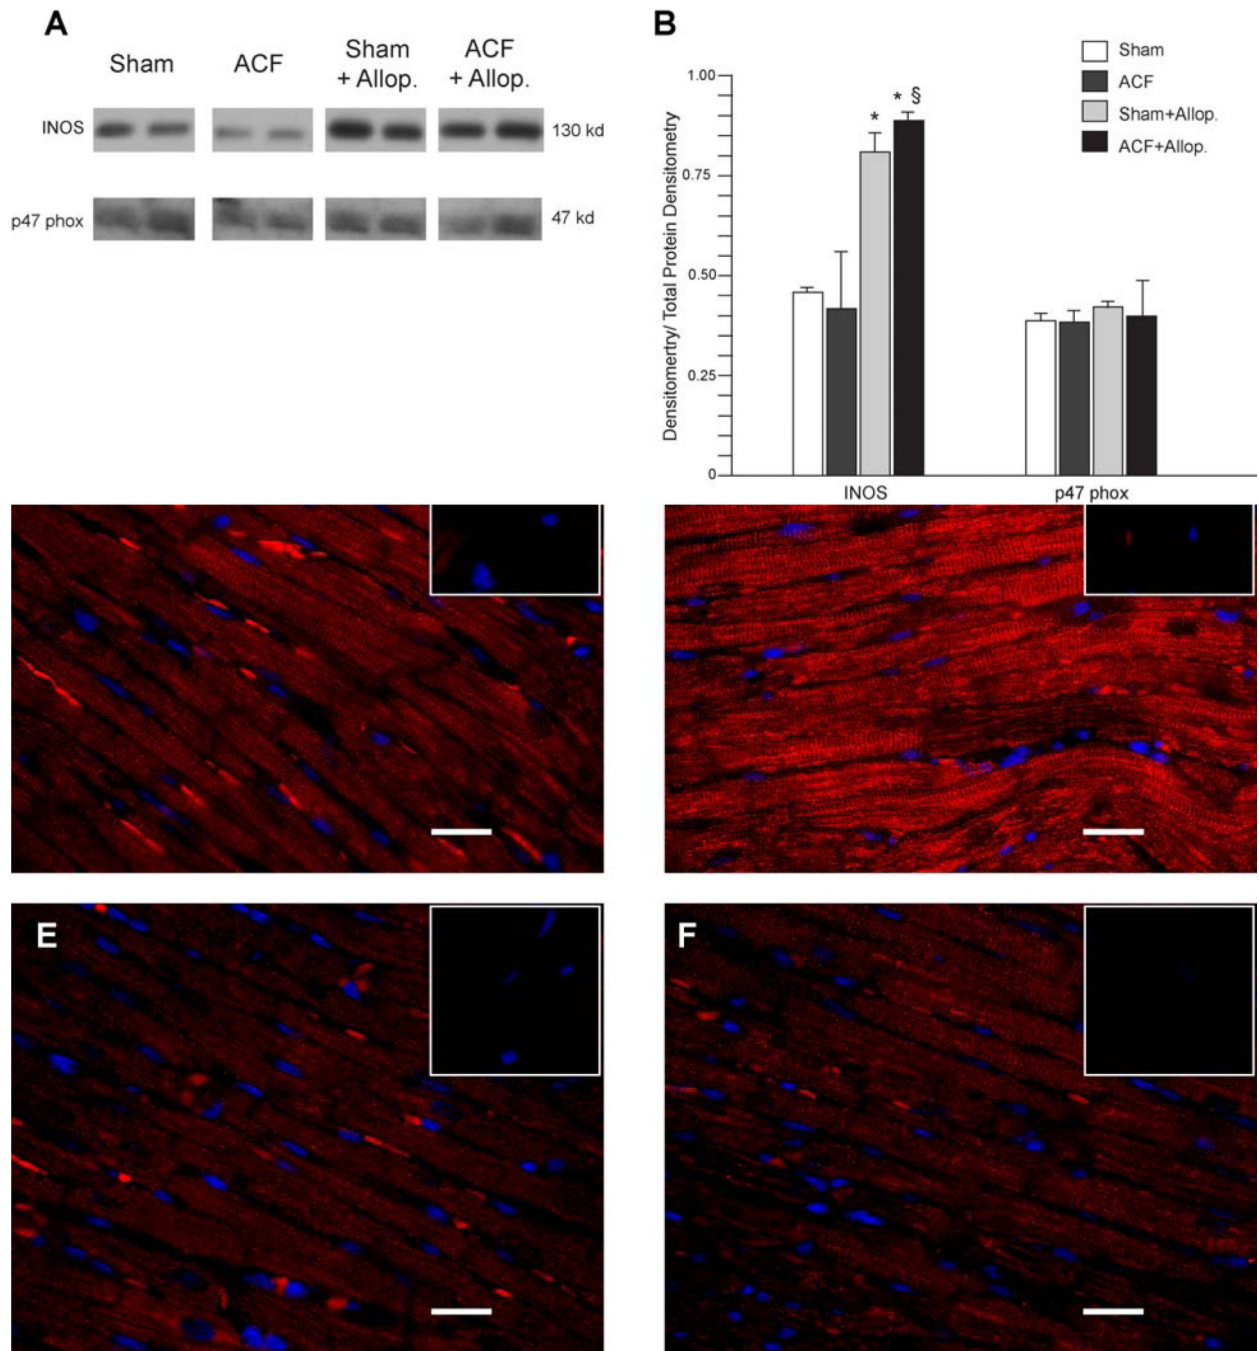 A
Sham
ACF
Sham
+ Allop.
ACF
+ Allop.
INOS
130 kd
p47 phox
47 kd
B
Sham
ACF
Sham+Allop.
ACF+Allop.
Densitomertry/ Total Protein Densitometry
1.00
0.75
0.50
0.25
0
*
* §
INOS
p47 phox
E
F